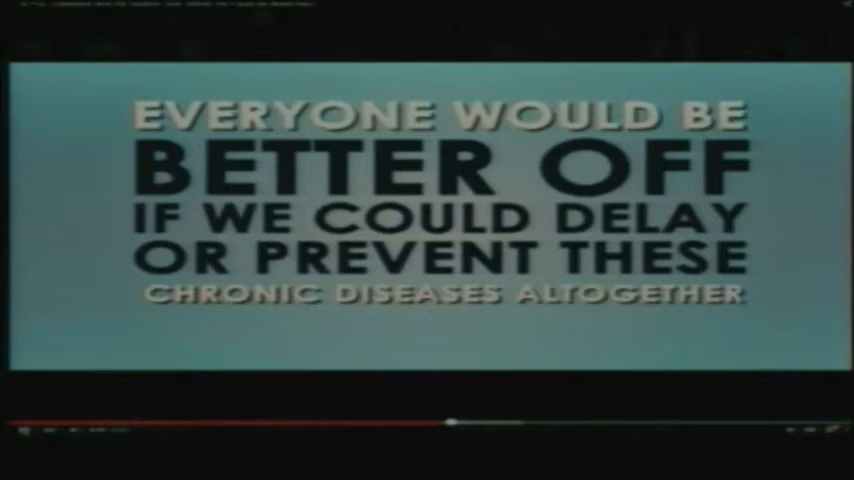 EVERYONE WOULD BE
BETTER OFF
IF WE COULD DELAY
OR PREVENT THESE
CHRONIC DISEASES ALTOGETHER